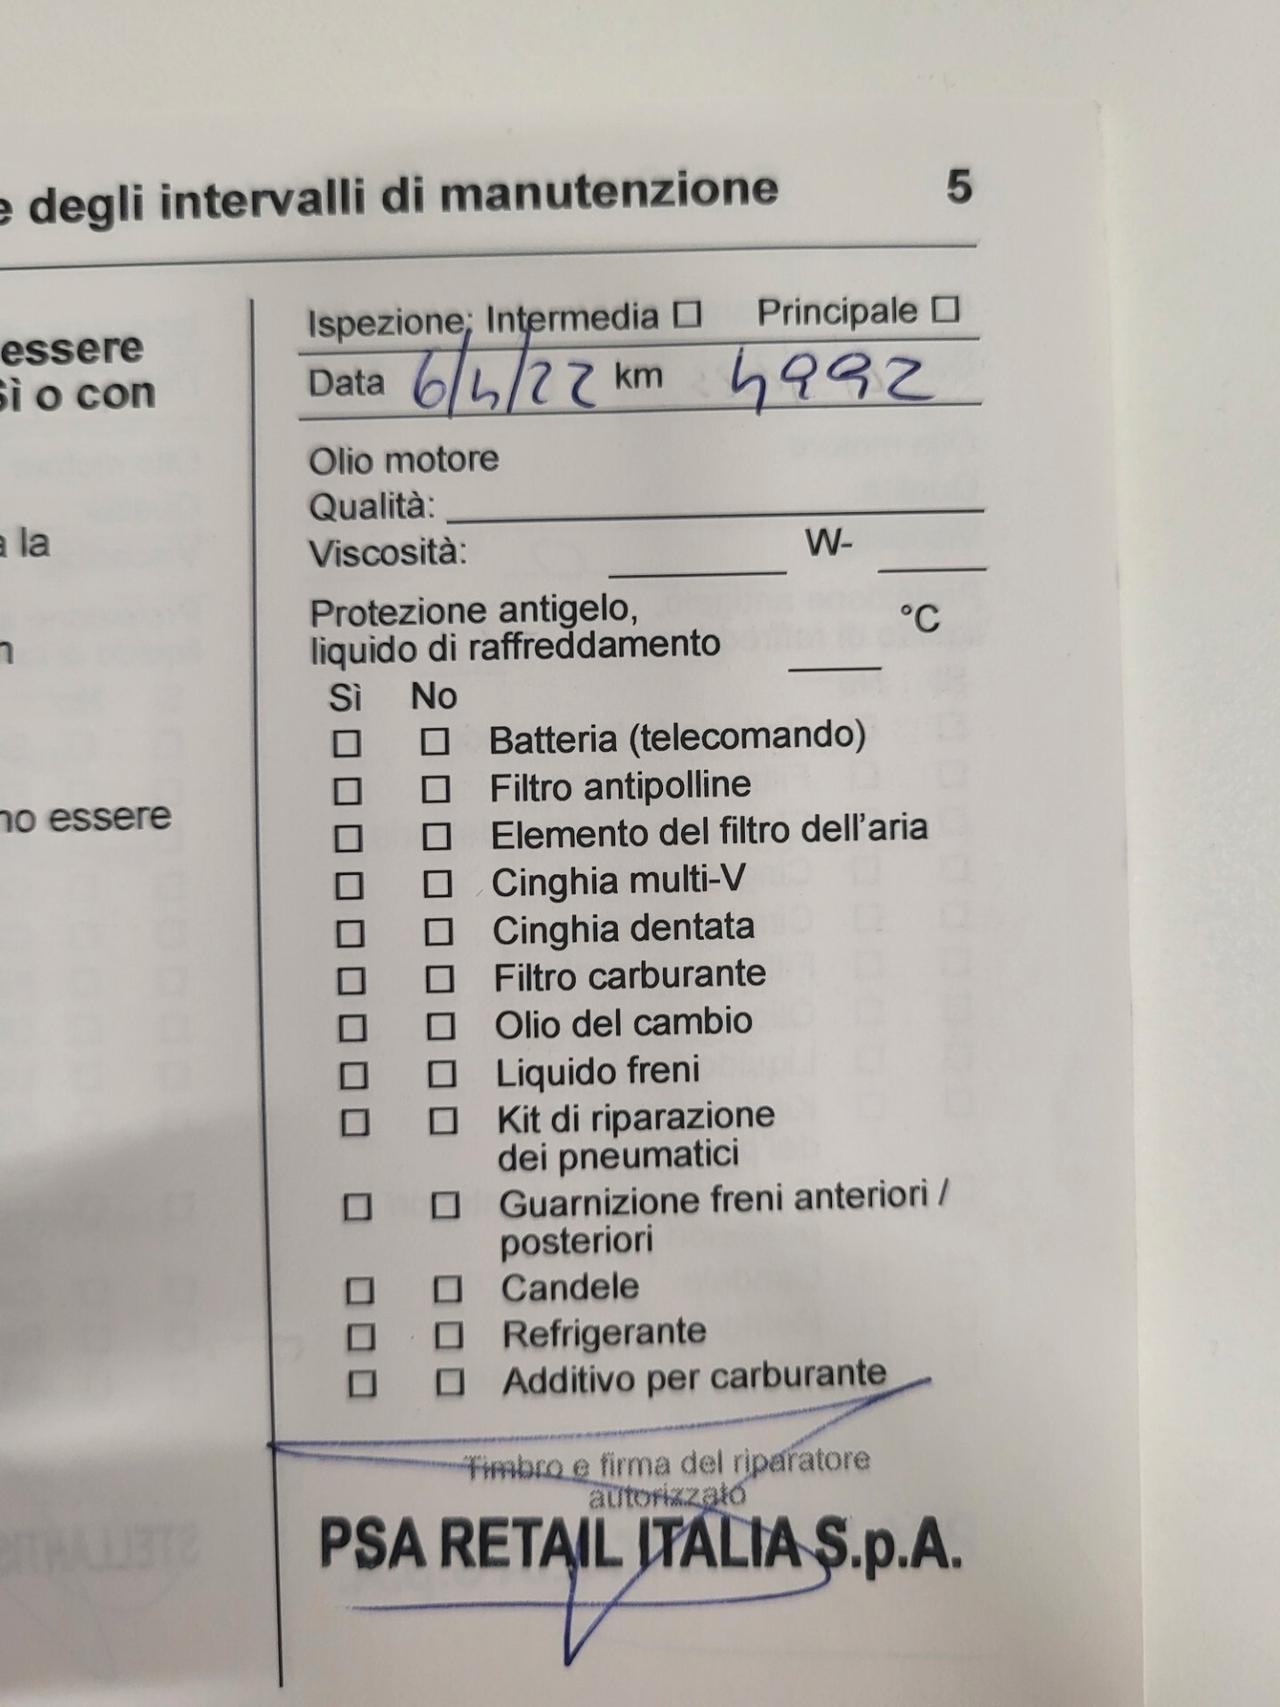 e degli intervalli di manutenzione 5
essere
Sì o con
a la
n
no essere
Ispezione: Intermedia ☐ Principale ☐
Data 6/4/22 km 4992
Olio motore
Qualità:
Viscosità: W-
Protezione antigelo, °C
liquido di raffreddamento
Sì No
☐ ☐ Batteria (telecomando)
☐ ☐ Filtro antipolline
☐ ☐ Elemento del filtro dell'aria
☐ ☐ Cinghia multi-V
☐ ☐ Cinghia dentata
☐ ☐ Filtro carburante
☐ ☐ Olio del cambio
☐ ☐ Liquido freni
☐ ☐ Kit di riparazione
dei pneumatici
☐ ☐ Guarnizione freni anteriori /
posteriori
☐ ☐ Candele
☐ ☐ Refrigerante
☐ ☐ Additivo per carburante
Timbro e firma del riparatore
autorizzato
PSA RETAIL ITALIA S.p.A.